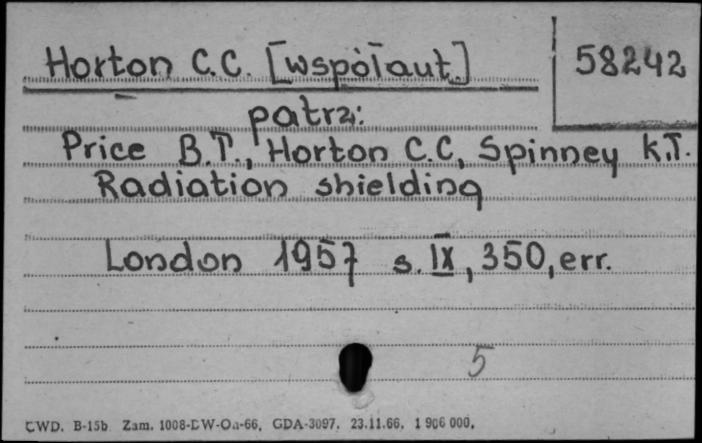 Horton C.C. [współaut.]
58242
patrz:
Price B.T., Horton C.C, Spinney K.T.
Radiation shielding
London 1957 s. IX, 350, err.
5
CWD. B-15b. Zam. 1008-DW-Oa-66. GDA-3097. 23.11.66. 1 906 000.